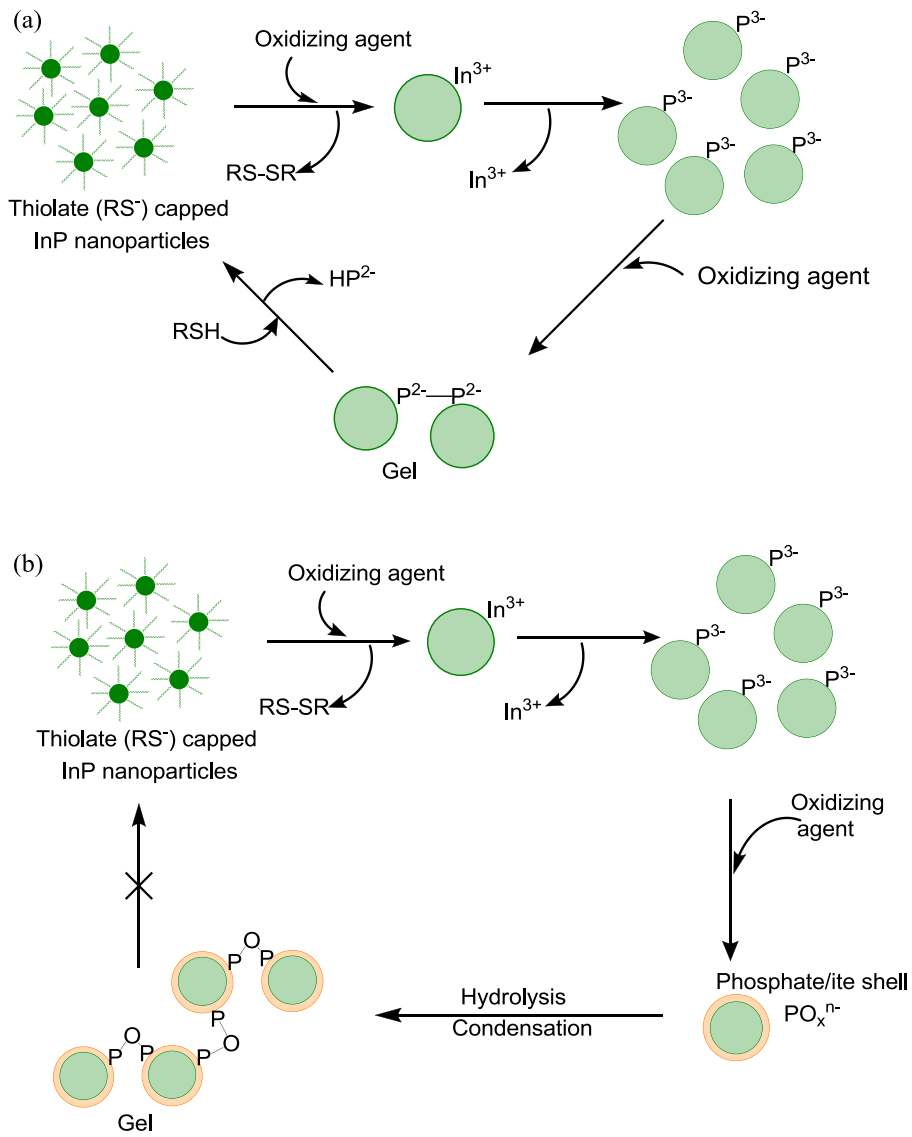 (a)
Oxidizing agent
In³⁺
P³⁻
P³⁻
P³⁻
P³⁻
P³⁻
RS-SR
In³⁺
Thiolate (RS⁻) capped
InP nanoparticles
Oxidizing agent
HP²⁻
RSH
P²⁻—P²⁻
Gel
(b)
Oxidizing agent
In³⁺
P³⁻
P³⁻
P³⁻
P³⁻
P³⁻
RS-SR
In³⁺
Thiolate (RS⁻) capped
InP nanoparticles
Oxidizing
agent
O
P P
P
O
P
O
P P
Gel
Hydrolysis
Condensation
Phosphate/ite shell
POₓⁿ⁻